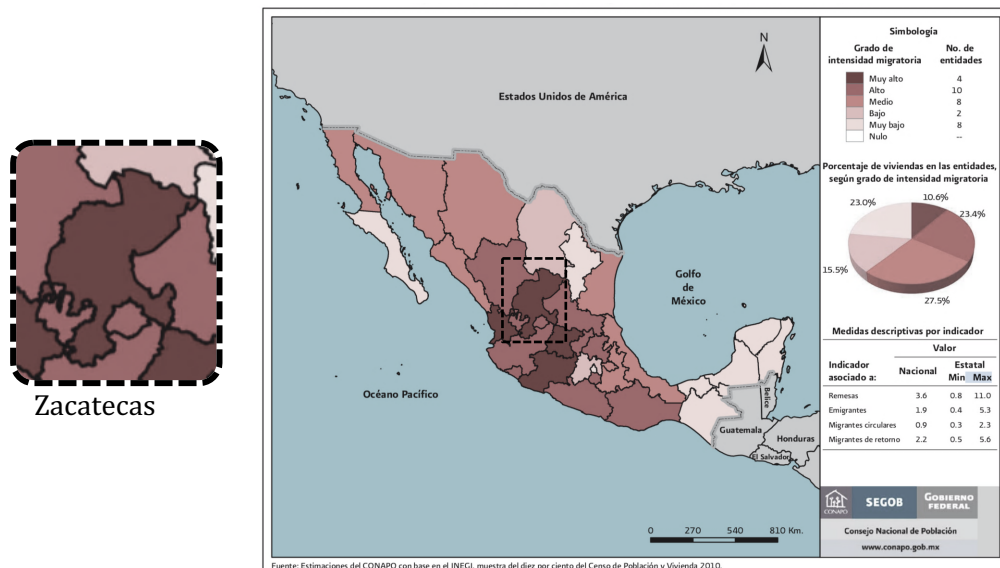 Zacatecas
Estados Unidos de América
N
Golfo
de
México
Océano Pacífico
Belice
Guatemala
Honduras
El Salvador
0 270 540 810 Km.
Simbología
Grado de intensidad migratoria No. de entidades
Muy alto 4
Alto 10
Medio 8
Bajo 2
Muy bajo 8
Nulo --
Porcentaje de viviendas en las entidades,
según grado de intensidad migratoria
23.0% 10.6%
23.4%
15.5%
27.5%
Medidas descriptivas por indicador
Valor
Indicador asociado a: Nacional Estatal Min Max
Remesas 3.6 0.8 11.0
Emigrantes 1.9 0.4 5.3
Migrantes circulares 0.9 0.3 2.3
Migrantes de retorno 2.2 0.5 5.6
CONAPO SEGOB GOBIERNO FEDERAL
Consejo Nacional de Población
www.conapo.gob.mx
Fuente: Estimaciones del CONAPO con base en el INEGI, muestra del diez por ciento del Censo de Población y Vivienda 2010.